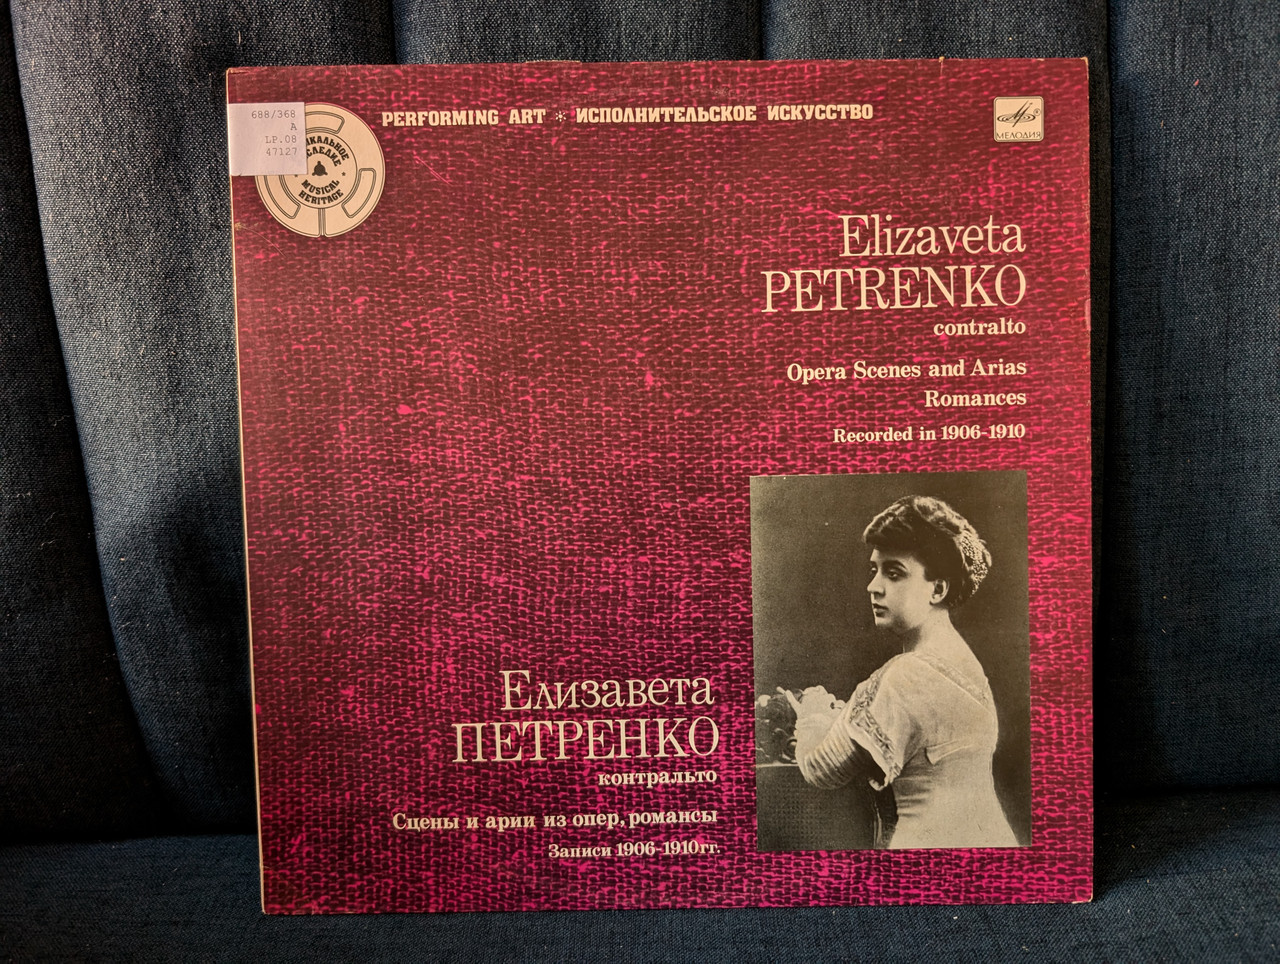 688/368
A
LP.08
47127
PERFORMING ART * ИСПОЛНИТЕЛЬСКОЕ ИСКУССТВО
МЕЛОДИЯ
MUSICAL
HERITAGE
Elizaveta
PETRENKO
contralto
Opera Scenes and Arias
Romances
Recorded in 1906-1910
Елизавета
ПЕТРЕНКО
контральто
Сцены и арии из опер, романсы
Записи 1906-1910гг.